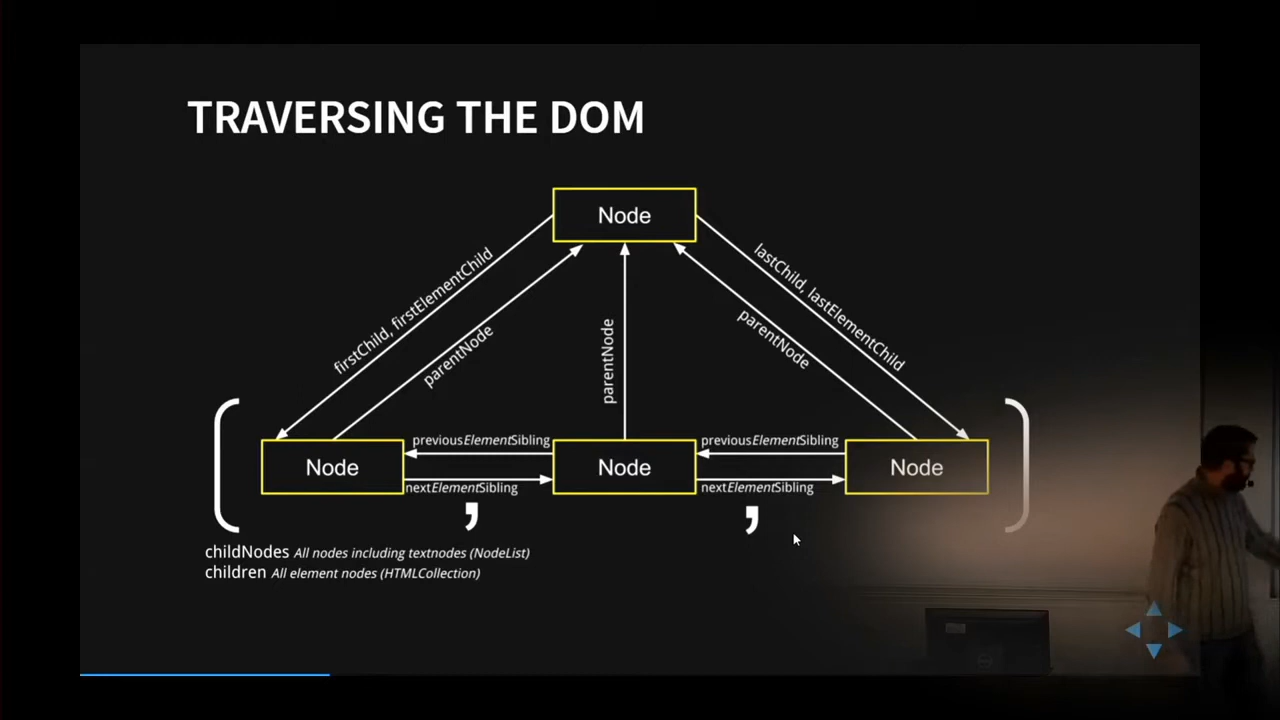 TRAVERSING THE DOM
Node
firstChild, firstElementChild
parentNode
parentNode
parentNode
lastChild, lastElementChild
Node
previousElementSibling
nextElementSibling
,
Node
previousElementSibling
nextElementSibling
,
Node
childNodes All nodes including textnodes (NodeList)
children All element nodes (HTMLCollection)